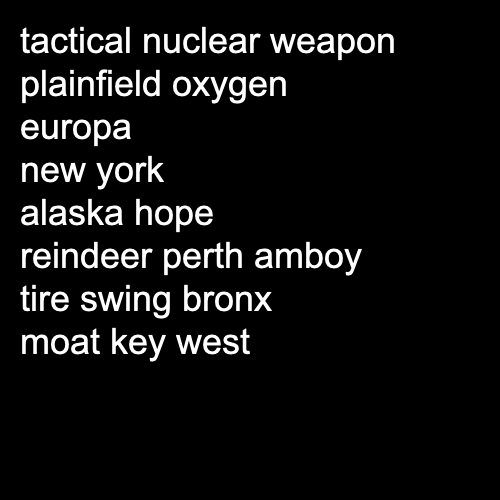 tactical nuclear weapon
plainfield oxygen
europa
new york
alaska hope
reindeer perth amboy
tire swing bronx
moat key west